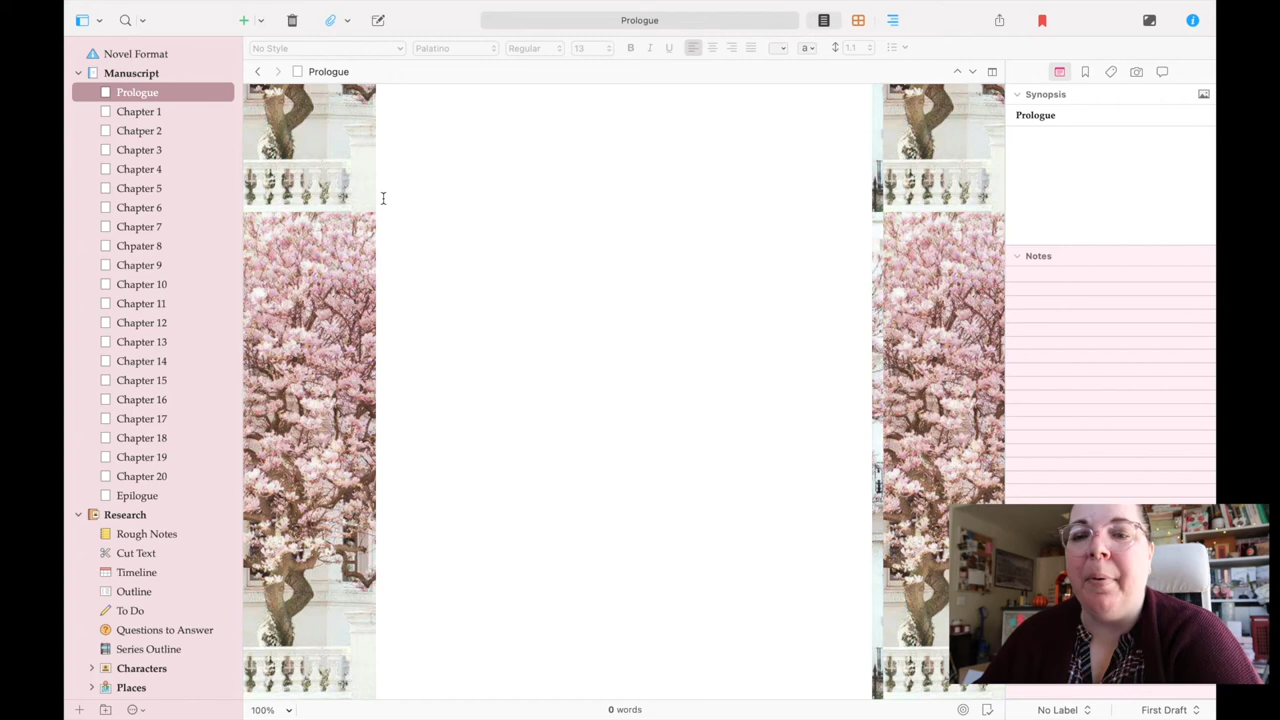 Prologue
No Style Palatino Regular 13 B I U a 1.1
Prologue
Novel Format
Manuscript
Prologue
Chapter 1
Chatper 2
Chapter 3
Chapter 4
Chapter 5
Chapter 6
Chapter 7
Chpater 8
Chapter 9
Chapter 10
Chapter 11
Chapter 12
Chapter 13
Chapter 14
Chapter 15
Chapter 16
Chapter 17
Chapter 18
Chapter 19
Chapter 20
Epilogue
Research
Rough Notes
Cut Text
Timeline
Outline
To Do
Questions to Answer
Series Outline
Characters
Places
Synopsis
Prologue
Notes
100%
0 words
No Label
First Draft